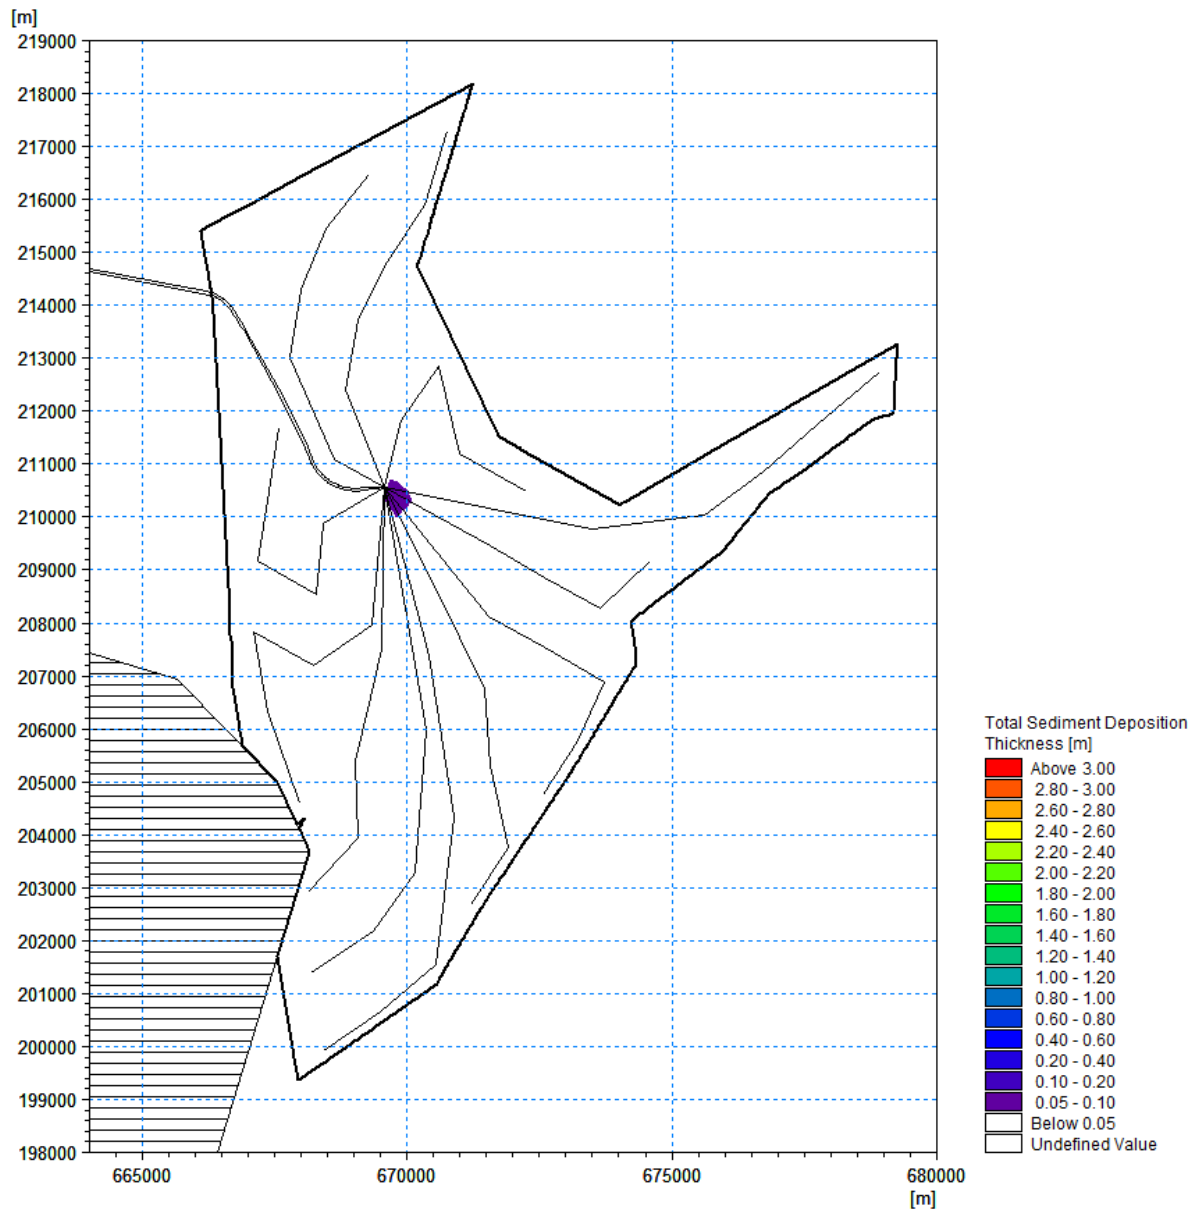 [m]
219000
218000
217000
216000
215000
214000
213000
212000
211000
210000
209000
208000
207000
206000
205000
204000
203000
202000
201000
200000
199000
198000
665000 670000 675000 680000
[m]
Total Sediment Deposition
Thickness [m]
Above 3.00
2.80 - 3.00
2.60 - 2.80
2.40 - 2.60
2.20 - 2.40
2.00 - 2.20
1.80 - 2.00
1.60 - 1.80
1.40 - 1.60
1.20 - 1.40
1.00 - 1.20
0.80 - 1.00
0.60 - 0.80
0.40 - 0.60
0.20 - 0.40
0.10 - 0.20
0.05 - 0.10
Below 0.05
Undefined Value